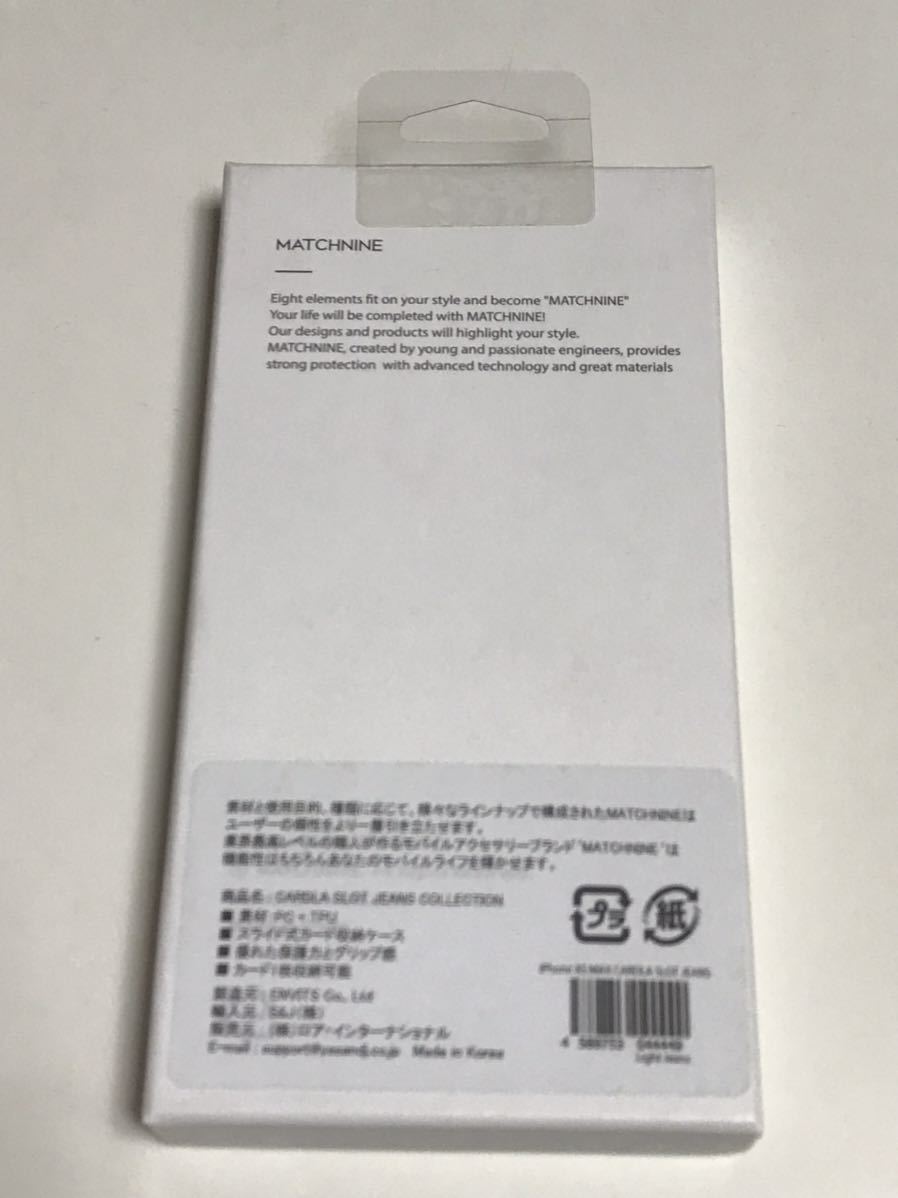 MATCHNINE
Eight elements fit on your style and become "MATCHNINE"
Your life will be completed with MATCHNINE!
Our designs and products will highlight your style.
MATCHNINE, created by young and passionate engineers, provides
strong protection with advanced technology and great materials
素材と使用目的、種類に応じて、様々なラインナップで構成されたMATCHNINEは
ユーザーの個性をより一層引き立たせます。
業界最高レベルの職人が作るモバイルアクセサリーブランド"MATCHNINE"は
機能性はもちろんあなたのモバイルライフを輝かせます。
商品名 : CARDLA SLOT JEANS COLLECTION
■ 素材 PC + TPU
■ スライド式カード収納ケース
■ 優れた保護力とグリップ感
■ カード1枚収納可能
製造元 : ENVITS Co., Ltd
輸入元 : S&J(株)
販売元 : (株)ロア・インターナショナル
E-mail : Made in Korea
プラ
紙
iPhone XS MAX CARDLA SLOT JEANS
Light